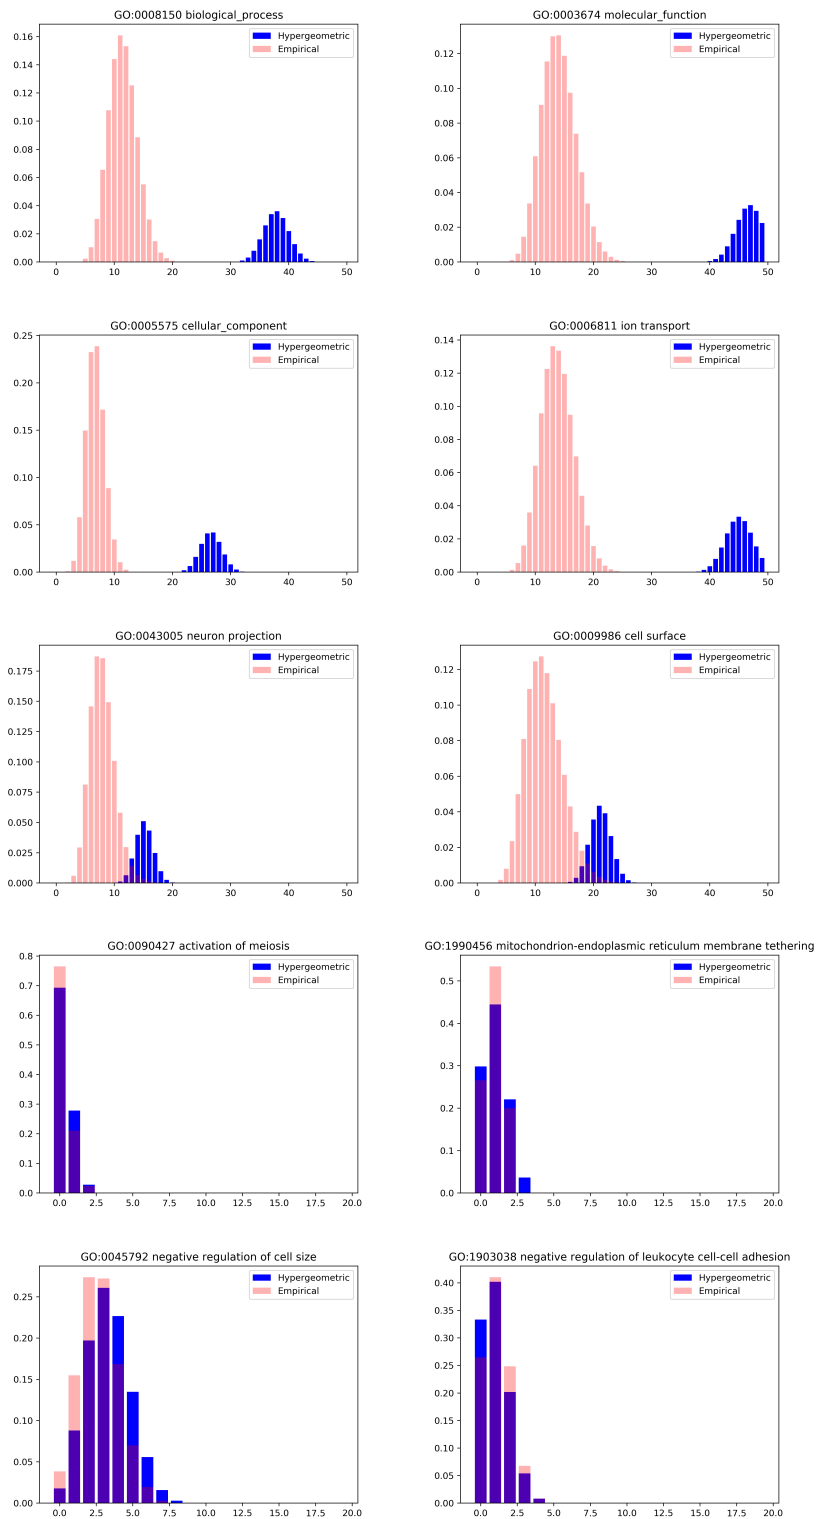 GO:0008150 biological_process
Hypergeometric
Empirical
0.16
0.14
0.12
0.10
0.08
0.06
0.04
0.02
0.00
0 10 20 30 40 50
GO:0003674 molecular_function
Hypergeometric
Empirical
0.12
0.10
0.08
0.06
0.04
0.02
0.00
0 10 20 30 40 50
GO:0005575 cellular_component
Hypergeometric
Empirical
0.25
0.20
0.15
0.10
0.05
0.00
0 10 20 30 40 50
GO:0006811 ion transport
Hypergeometric
Empirical
0.14
0.12
0.10
0.08
0.06
0.04
0.02
0.00
0 10 20 30 40 50
GO:0043005 neuron projection
Hypergeometric
Empirical
0.175
0.150
0.125
0.100
0.075
0.050
0.025
0.000
0 10 20 30 40 50
GO:0009986 cell surface
Hypergeometric
Empirical
0.12
0.10
0.08
0.06
0.04
0.02
0.00
0 10 20 30 40 50
GO:0090427 activation of meiosis
Hypergeometric
Empirical
0.8
0.7
0.6
0.5
0.4
0.3
0.2
0.1
0.0
0.0 2.5 5.0 7.5 10.0 12.5 15.0 17.5 20.0
GO:1990456 mitochondrion-endoplasmic reticulum membrane tethering
Hypergeometric
Empirical
0.5
0.4
0.3
0.2
0.1
0.0
0.0 2.5 5.0 7.5 10.0 12.5 15.0 17.5 20.0
GO:0045792 negative regulation of cell size
Hypergeometric
Empirical
0.25
0.20
0.15
0.10
0.05
0.00
0.0 2.5 5.0 7.5 10.0 12.5 15.0 17.5 20.0
GO:1903038 negative regulation of leukocyte cell-cell adhesion
Hypergeometric
Empirical
0.40
0.35
0.30
0.25
0.20
0.15
0.10
0.05
0.00
0.0 2.5 5.0 7.5 10.0 12.5 15.0 17.5 20.0